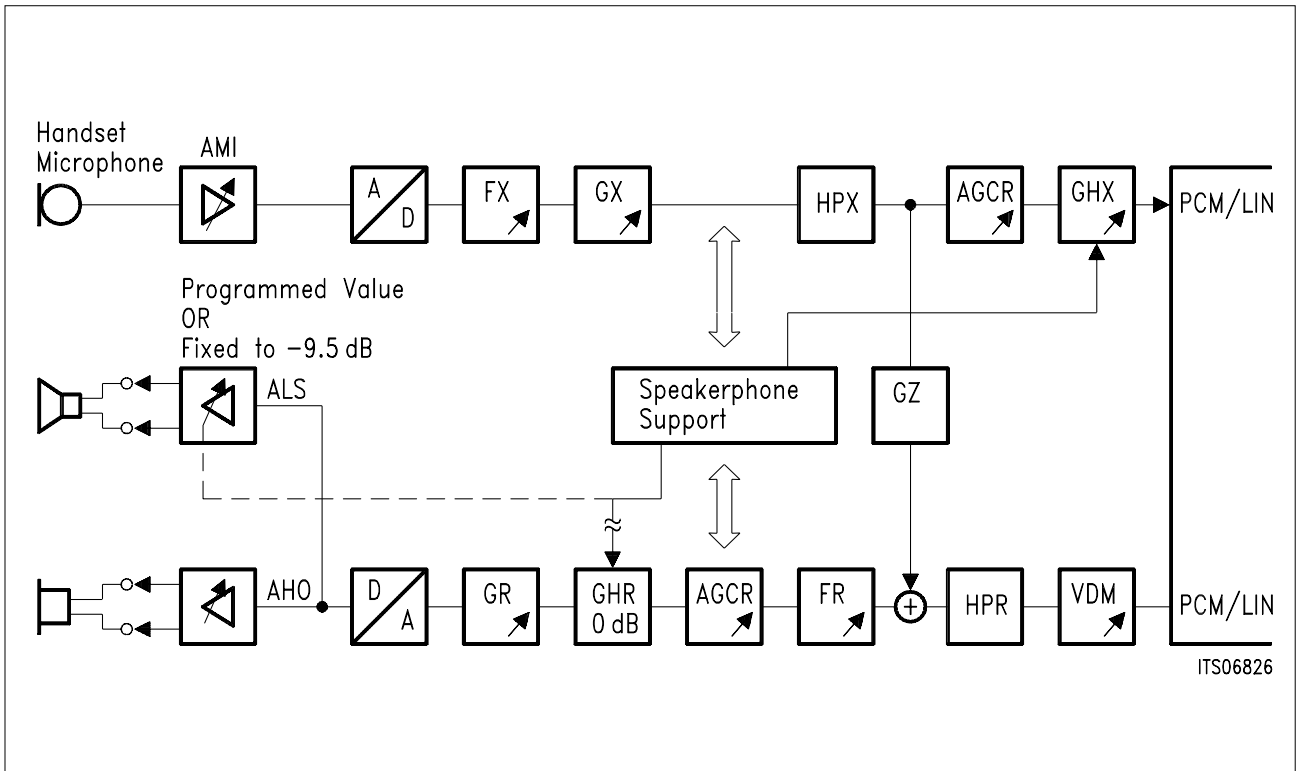 Handset
Microphone
AMI
A
D
FX
GX
HPX
AGCR
GHX
PCM/LIN
Programmed Value
OR
Fixed to -9.5 dB
ALS
Speakerphone
Support
GZ
AHO
D
A
GR
GHR
0 dB
AGCR
FR
+
HPR
VDM
PCM/LIN
ITS06826